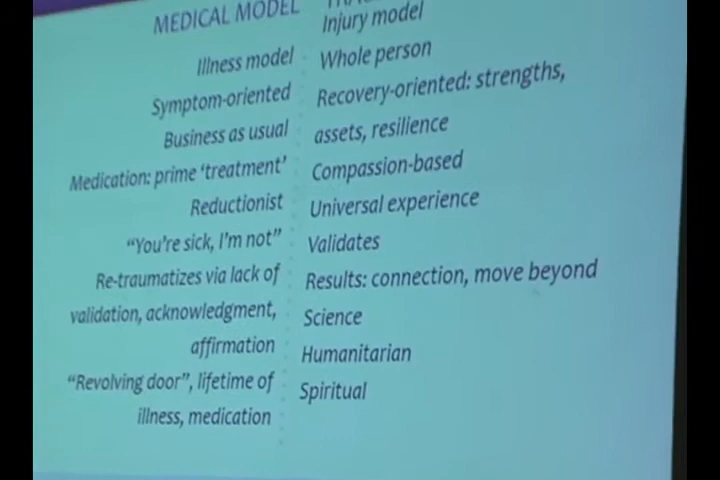 MEDICAL MODEL
Illness model
Symptom-oriented
Business as usual
Medication: prime ‘treatment’
Reductionist
“You’re sick, I’m not”
Re-traumatizes via lack of
validation, acknowledgment,
affirmation
“Revolving door”, lifetime of
illness, medication
Injury model
Whole person
Recovery-oriented: strengths,
assets, resilience
Compassion-based
Universal experience
Validates
Results: connection, move beyond
Science
Humanitarian
Spiritual